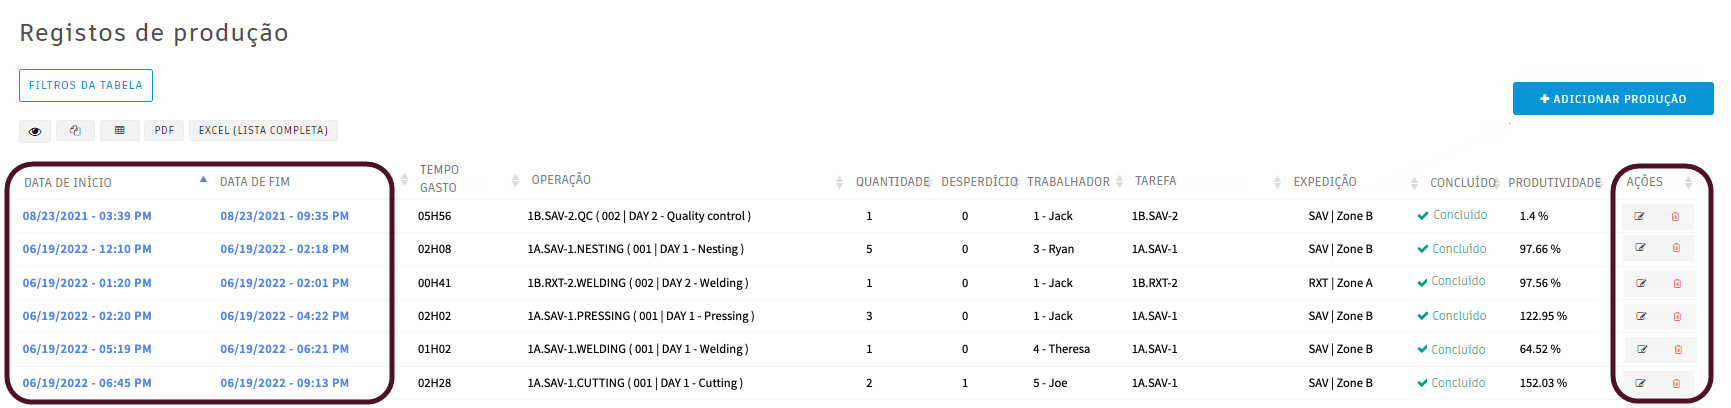 Registos de produção
FILTROS DA TABELA
+ ADICIONAR PRODUÇÃO
PDF EXCEL (LISTA COMPLETA)
DATA DE INÍCIO DATA DE FIM TEMPO GASTO OPERAÇÃO QUANTIDADE DESPERDÍCIO TRABALHADOR TAREFA EXPEDIÇÃO CONCLUÍDO PRODUTIVIDADE AÇÕES
08/23/2021 - 03:39 PM 08/23/2021 - 09:35 PM 05H56 1B.SAV-2.QC ( 002 | DAY 2 - Quality control ) 1 0 1 - Jack 1B.SAV-2 SAV | Zone B Concluído 1.4 %
06/19/2022 - 12:10 PM 06/19/2022 - 02:18 PM 02H08 1A.SAV-1.NESTING ( 001 | DAY 1 - Nesting ) 5 0 3 - Ryan 1A.SAV-1 SAV | Zone B Concluído 97.66 %
06/19/2022 - 01:20 PM 06/19/2022 - 02:01 PM 00H41 1B.RXT-2.WELDING ( 002 | DAY 2 - Welding ) 1 0 1 - Jack 1B.RXT-2 RXT | Zone A Concluído 97.56 %
06/19/2022 - 02:20 PM 06/19/2022 - 04:22 PM 02H02 1A.SAV-1.PRESSING ( 001 | DAY 1 - Pressing ) 3 0 1 - Jack 1A.SAV-1 SAV | Zone B Concluído 122.95 %
06/19/2022 - 05:19 PM 06/19/2022 - 06:21 PM 01H02 1A.SAV-1.WELDING ( 001 | DAY 1 - Welding ) 1 0 4 - Theresa 1A.SAV-1 SAV | Zone B Concluído 64.52 %
06/19/2022 - 06:45 PM 06/19/2022 - 09:13 PM 02H28 1A.SAV-1.CUTTING ( 001 | DAY 1 - Cutting ) 2 1 5 - Joe 1A.SAV-1 SAV | Zone B Concluído 152.03 %